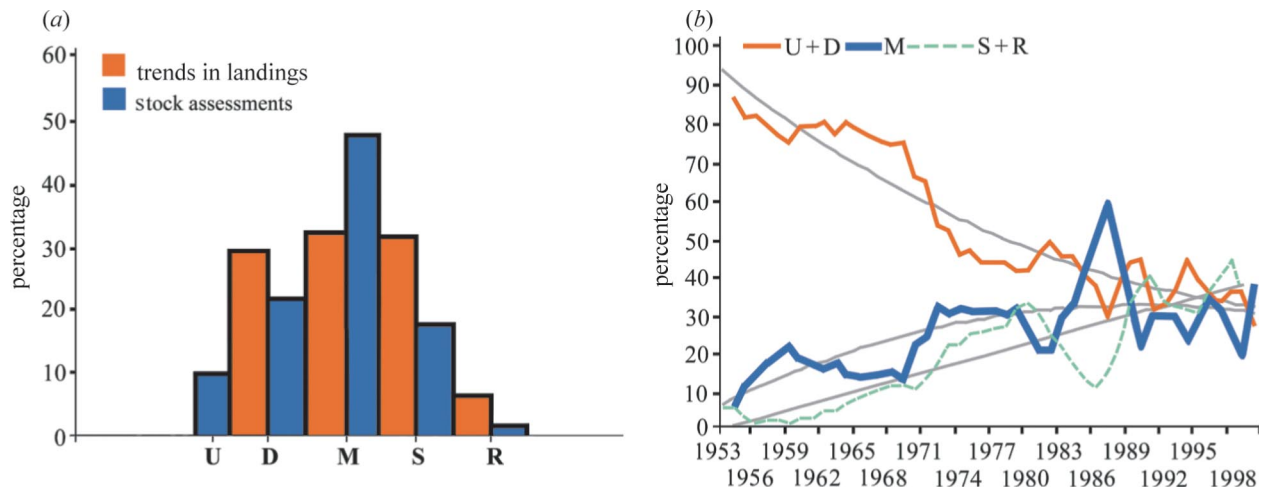 (a)
60
50
40
30
20
10
0
percentage
trends in landings
stock assessments
U D M S R
(b)
U+D M S+R
100
90
80
70
60
50
40
30
20
10
0
percentage
1953 1959 1965 1971 1977 1983 1989 1995
1956 1962 1968 1974 1980 1986 1992 1998